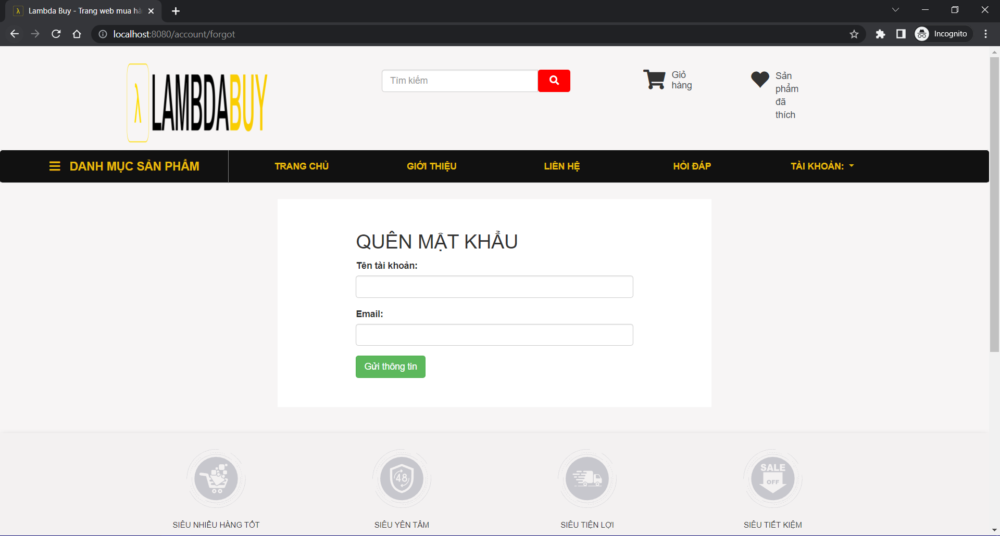 λ Lambda Buy - Trang web mua hà
localhost:8080/account/forgot
Incognito
λ LAMBDABUY
Tìm kiếm
Giỏ
hàng
Sản
phẩm
đã
thích
DANH MỤC SẢN PHẨM
TRANG CHỦ
GIỚI THIỆU
LIÊN HỆ
HỎI ĐÁP
TÀI KHOẢN:
QUÊN MẬT KHẨU
Tên tài khoản:
Email:
Gửi thông tin
48
SALE
OFF
SIÊU NHIỀU HÀNG TỐT
SIÊU YÊN TÂM
SIÊU TIỆN LỢI
SIÊU TIẾT KIỆM